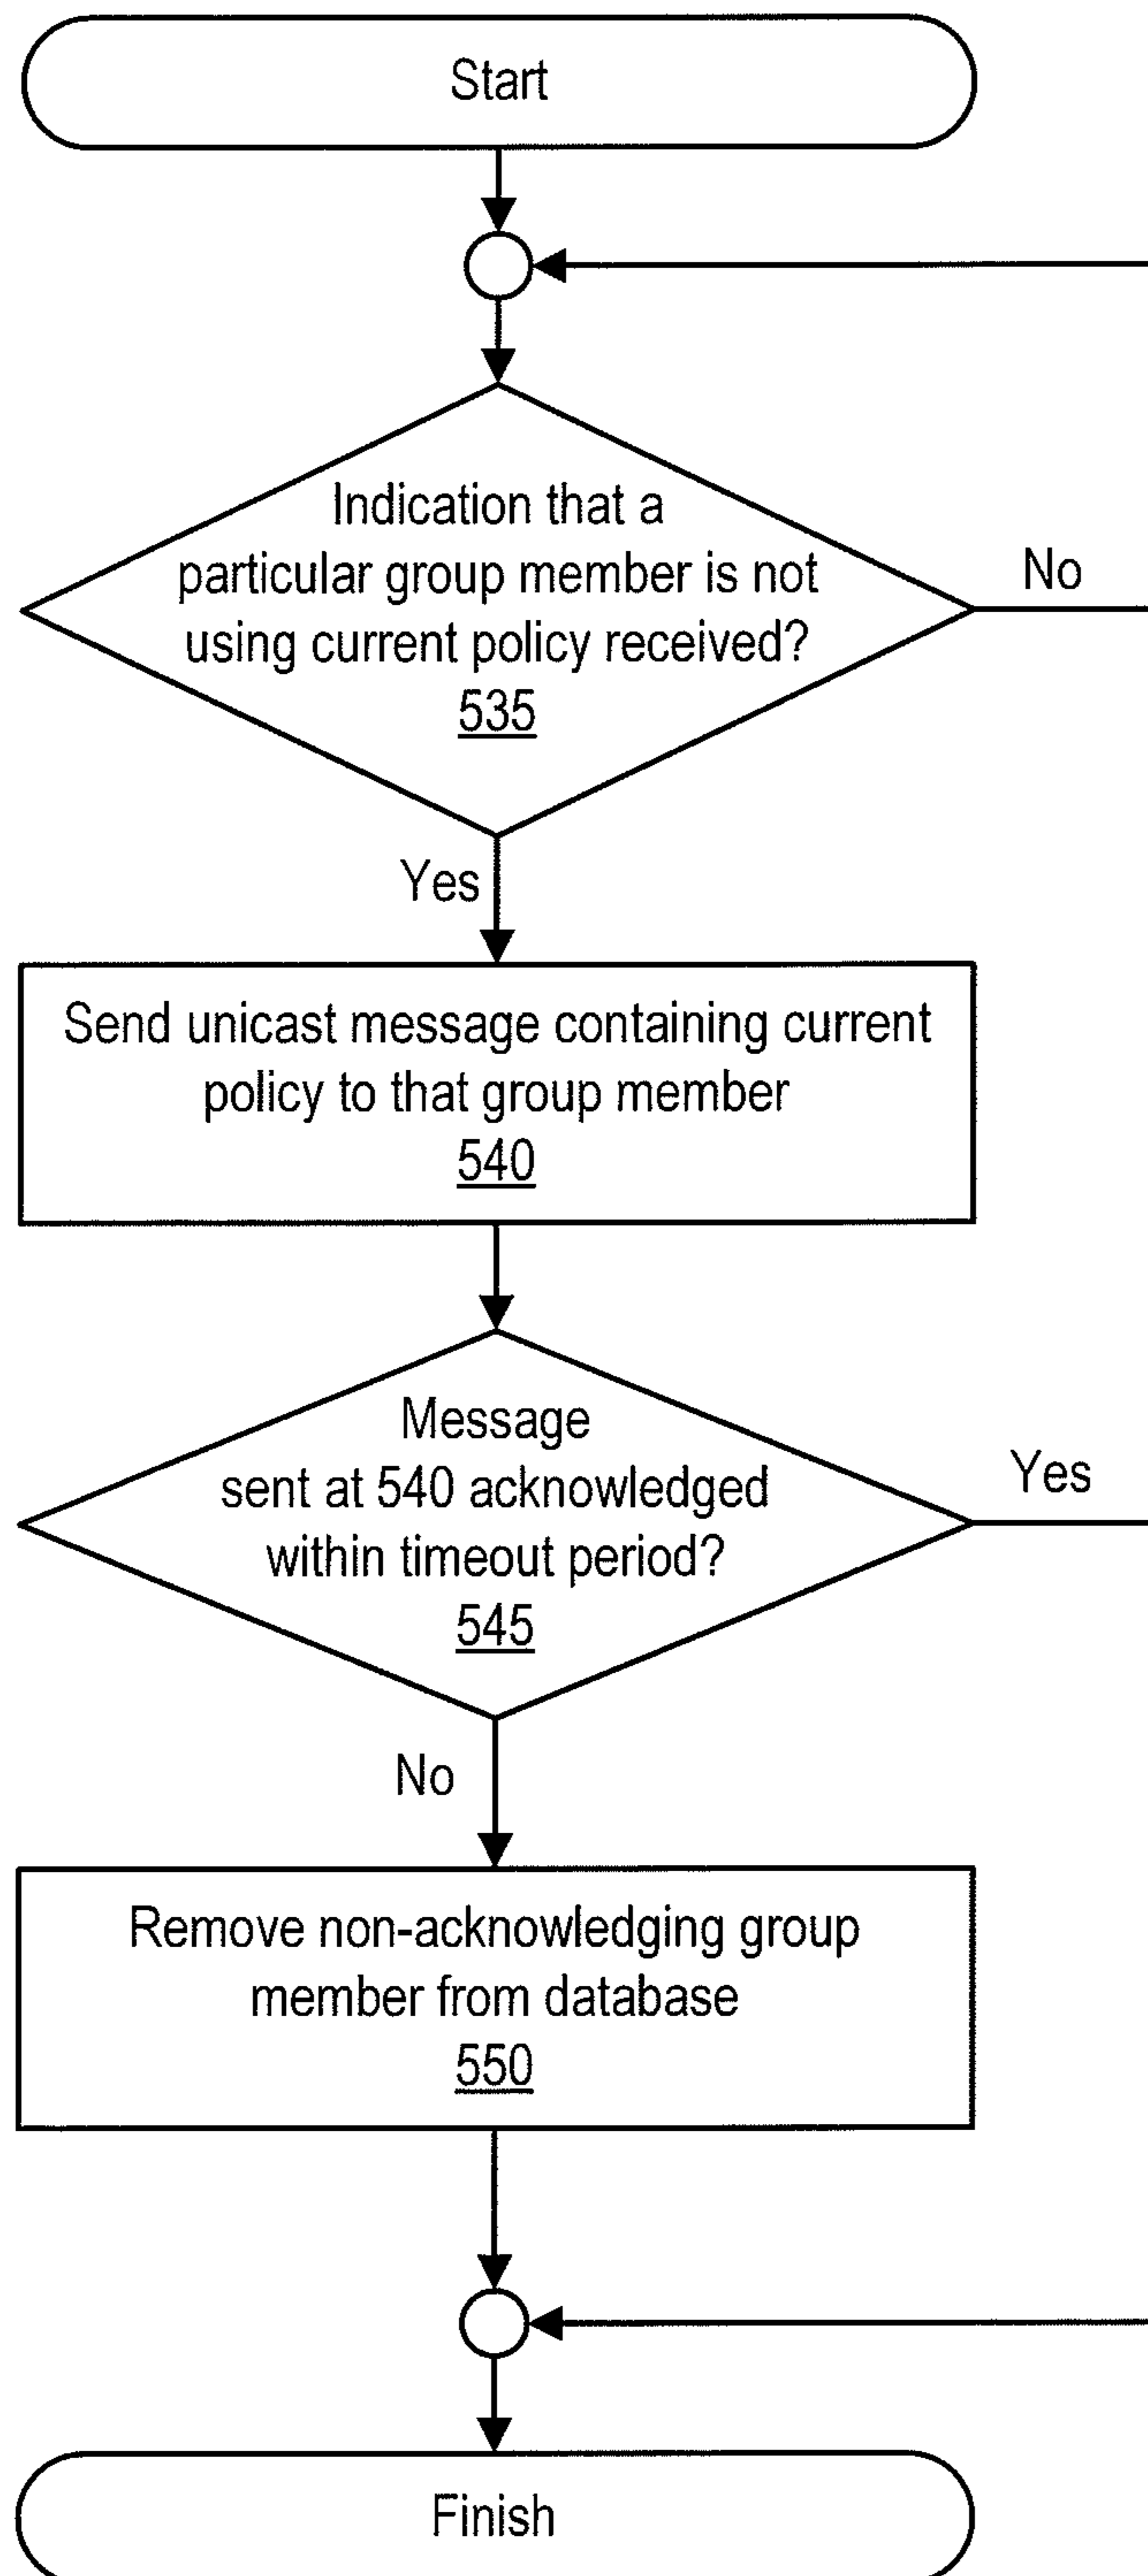 Start
Indication that a
particular group member is not
using current policy received?
535
No
Yes
Send unicast message containing current
policy to that group member
540
Message
sent at 540 acknowledged
within timeout period?
545
Yes
No
Remove non-acknowledging group
member from database
550
Finish